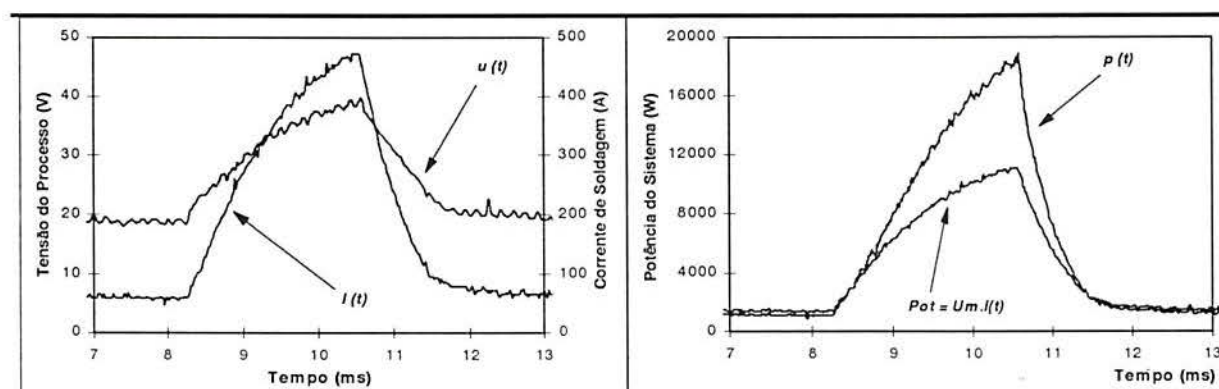 50
40
30
20
10
0
Tensão do Processo (V)
500
400
300
200
100
0
Corrente de Soldagem (A)
u (t)
I (t)
7 8 9 10 11 12 13
Tempo (ms)
20000
16000
12000
8000
4000
0
Potência do Sistema (W)
p (t)
Pot = Um.I(t)
7 8 9 10 11 12 13
Tempo (ms)